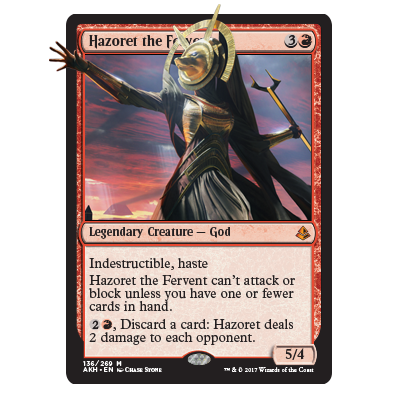 Hazoret the Fervent 3
Legendary Creature — God
Indestructible, haste
Hazoret the Fervent can't attack or
block unless you have one or fewer
cards in hand.
2, Discard a card: Hazoret deals
2 damage to each opponent.
5/4
136/269 M
AKH • EN Chase Stone
™ & © 2017 Wizards of the Coast